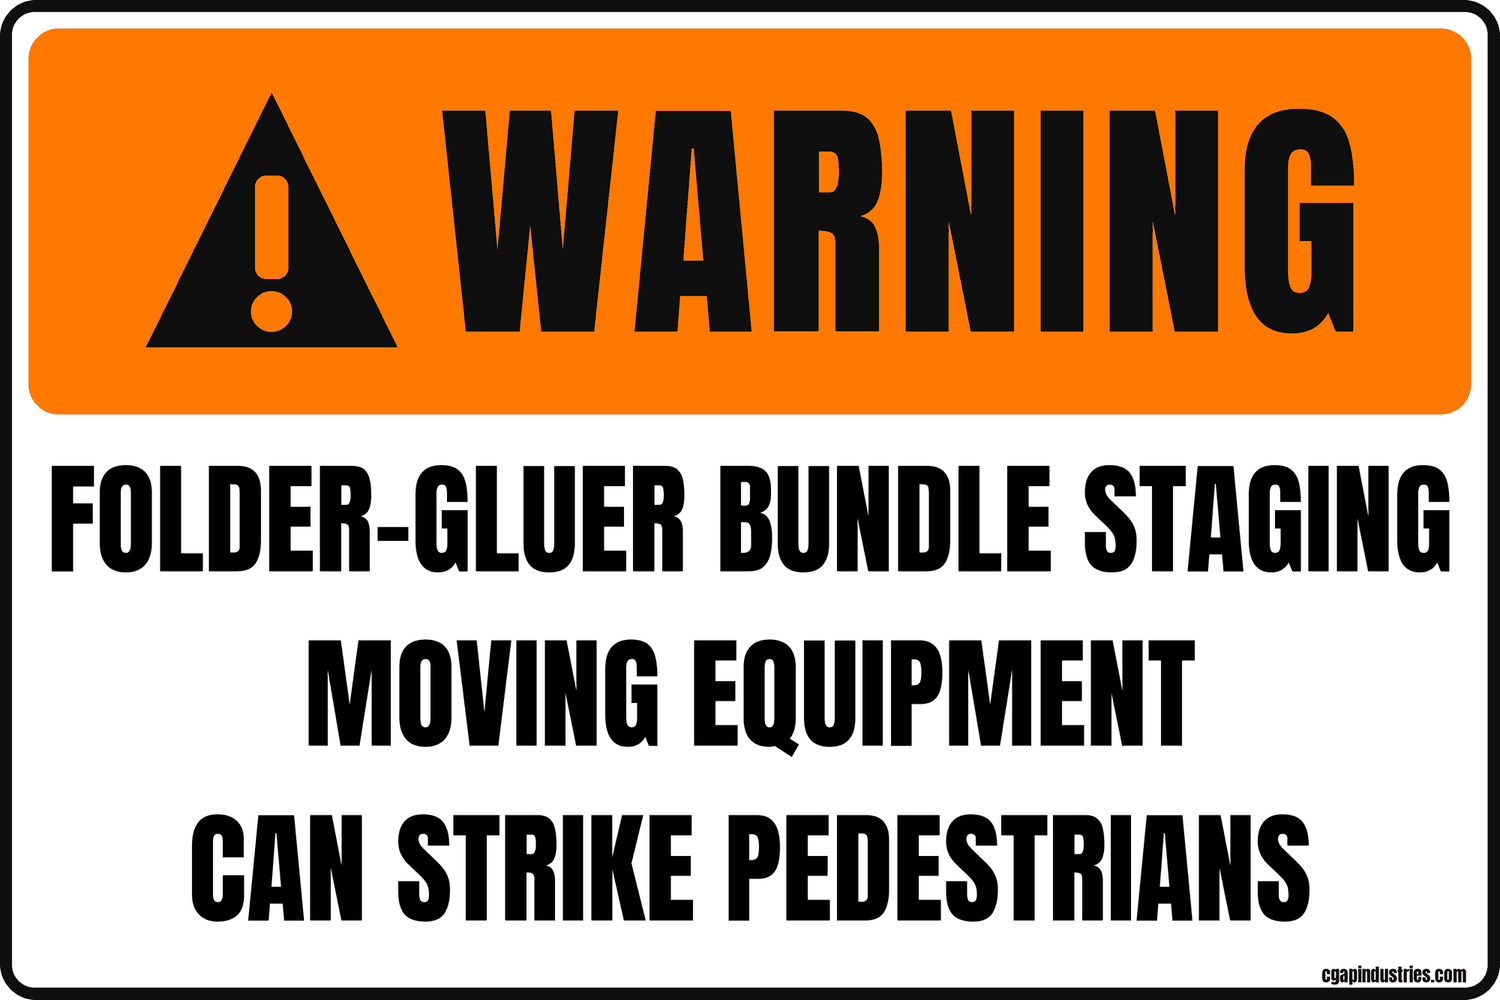 WARNING
FOLDER-GLUER BUNDLE STAGING
MOVING EQUIPMENT
CAN STRIKE PEDESTRIANS
cgapindustries.com